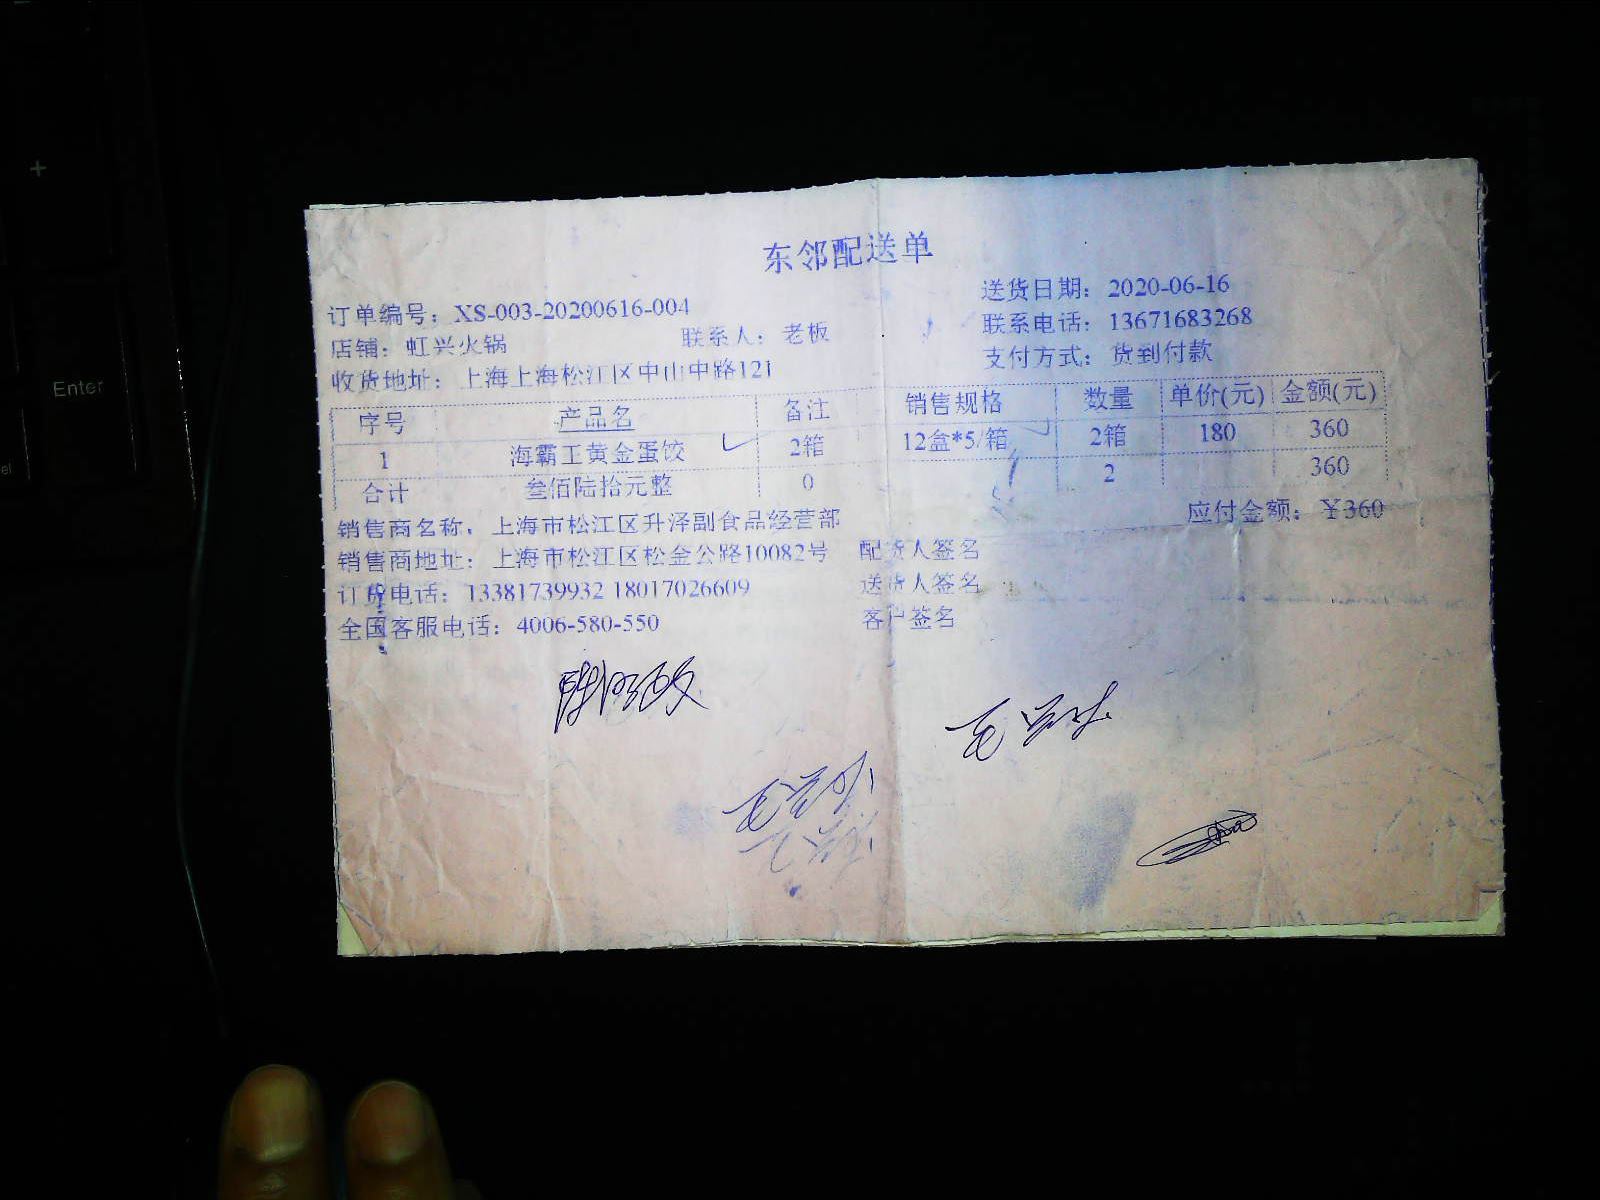 +
Enter
东邻配送单
订单编号：XS-003-20200616-004
送货日期：2020-06-16
店铺：虹兴火锅 联系人：老板 联系电话：13671683268
收货地址：上海上海松江区中山中路121 支付方式：货到付款
序号 产品名 备注 销售规格 数量 单价(元) 金额(元)
1 海霸王黄金蛋饺 2箱 12盒*5/箱 2箱 180 360
合计 叁佰陆拾元整 0 2 360
应付金额：￥360
销售商名称：上海市松江区升泽副食品经营部
销售商地址：上海市松江区松金公路10082号 配货人签名
订货电话：13381739932 18017026609 送货人签名
全国客服电话：4006-580-550 客户签名